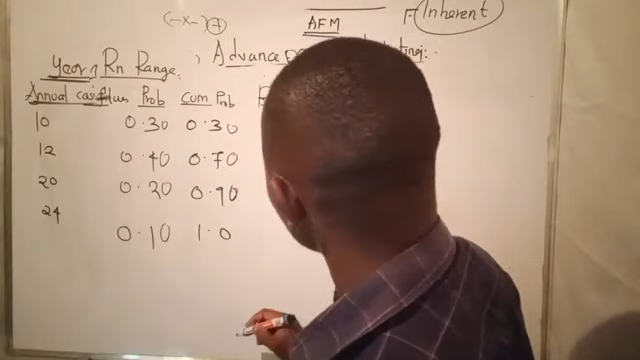 (- x -) +
AFM
F Inherent
Year 1 Rn Range, Advance
Annual cashflows Prob Cum Prob
10 0.30 0.30
12 0.40 0.70
20 0.20 0.90
24 0.10 1.0